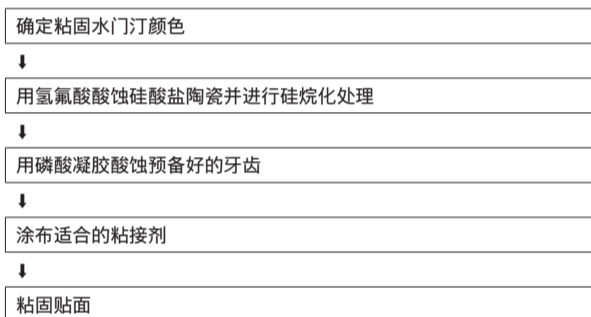 确定粘固水门汀颜色
⬇
用氢氟酸酸蚀硅酸盐陶瓷并进行硅烷化处理
⬇
用磷酸凝胶酸蚀预备好的牙齿
⬇
涂布适合的粘接剂
⬇
粘固贴面